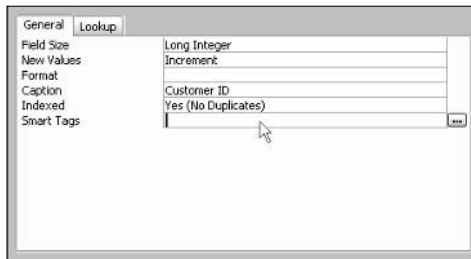 General Lookup
Field Size Long Integer
New Values Increment
Format
Caption Customer ID
Indexed Yes (No Duplicates)
Smart Tags ...